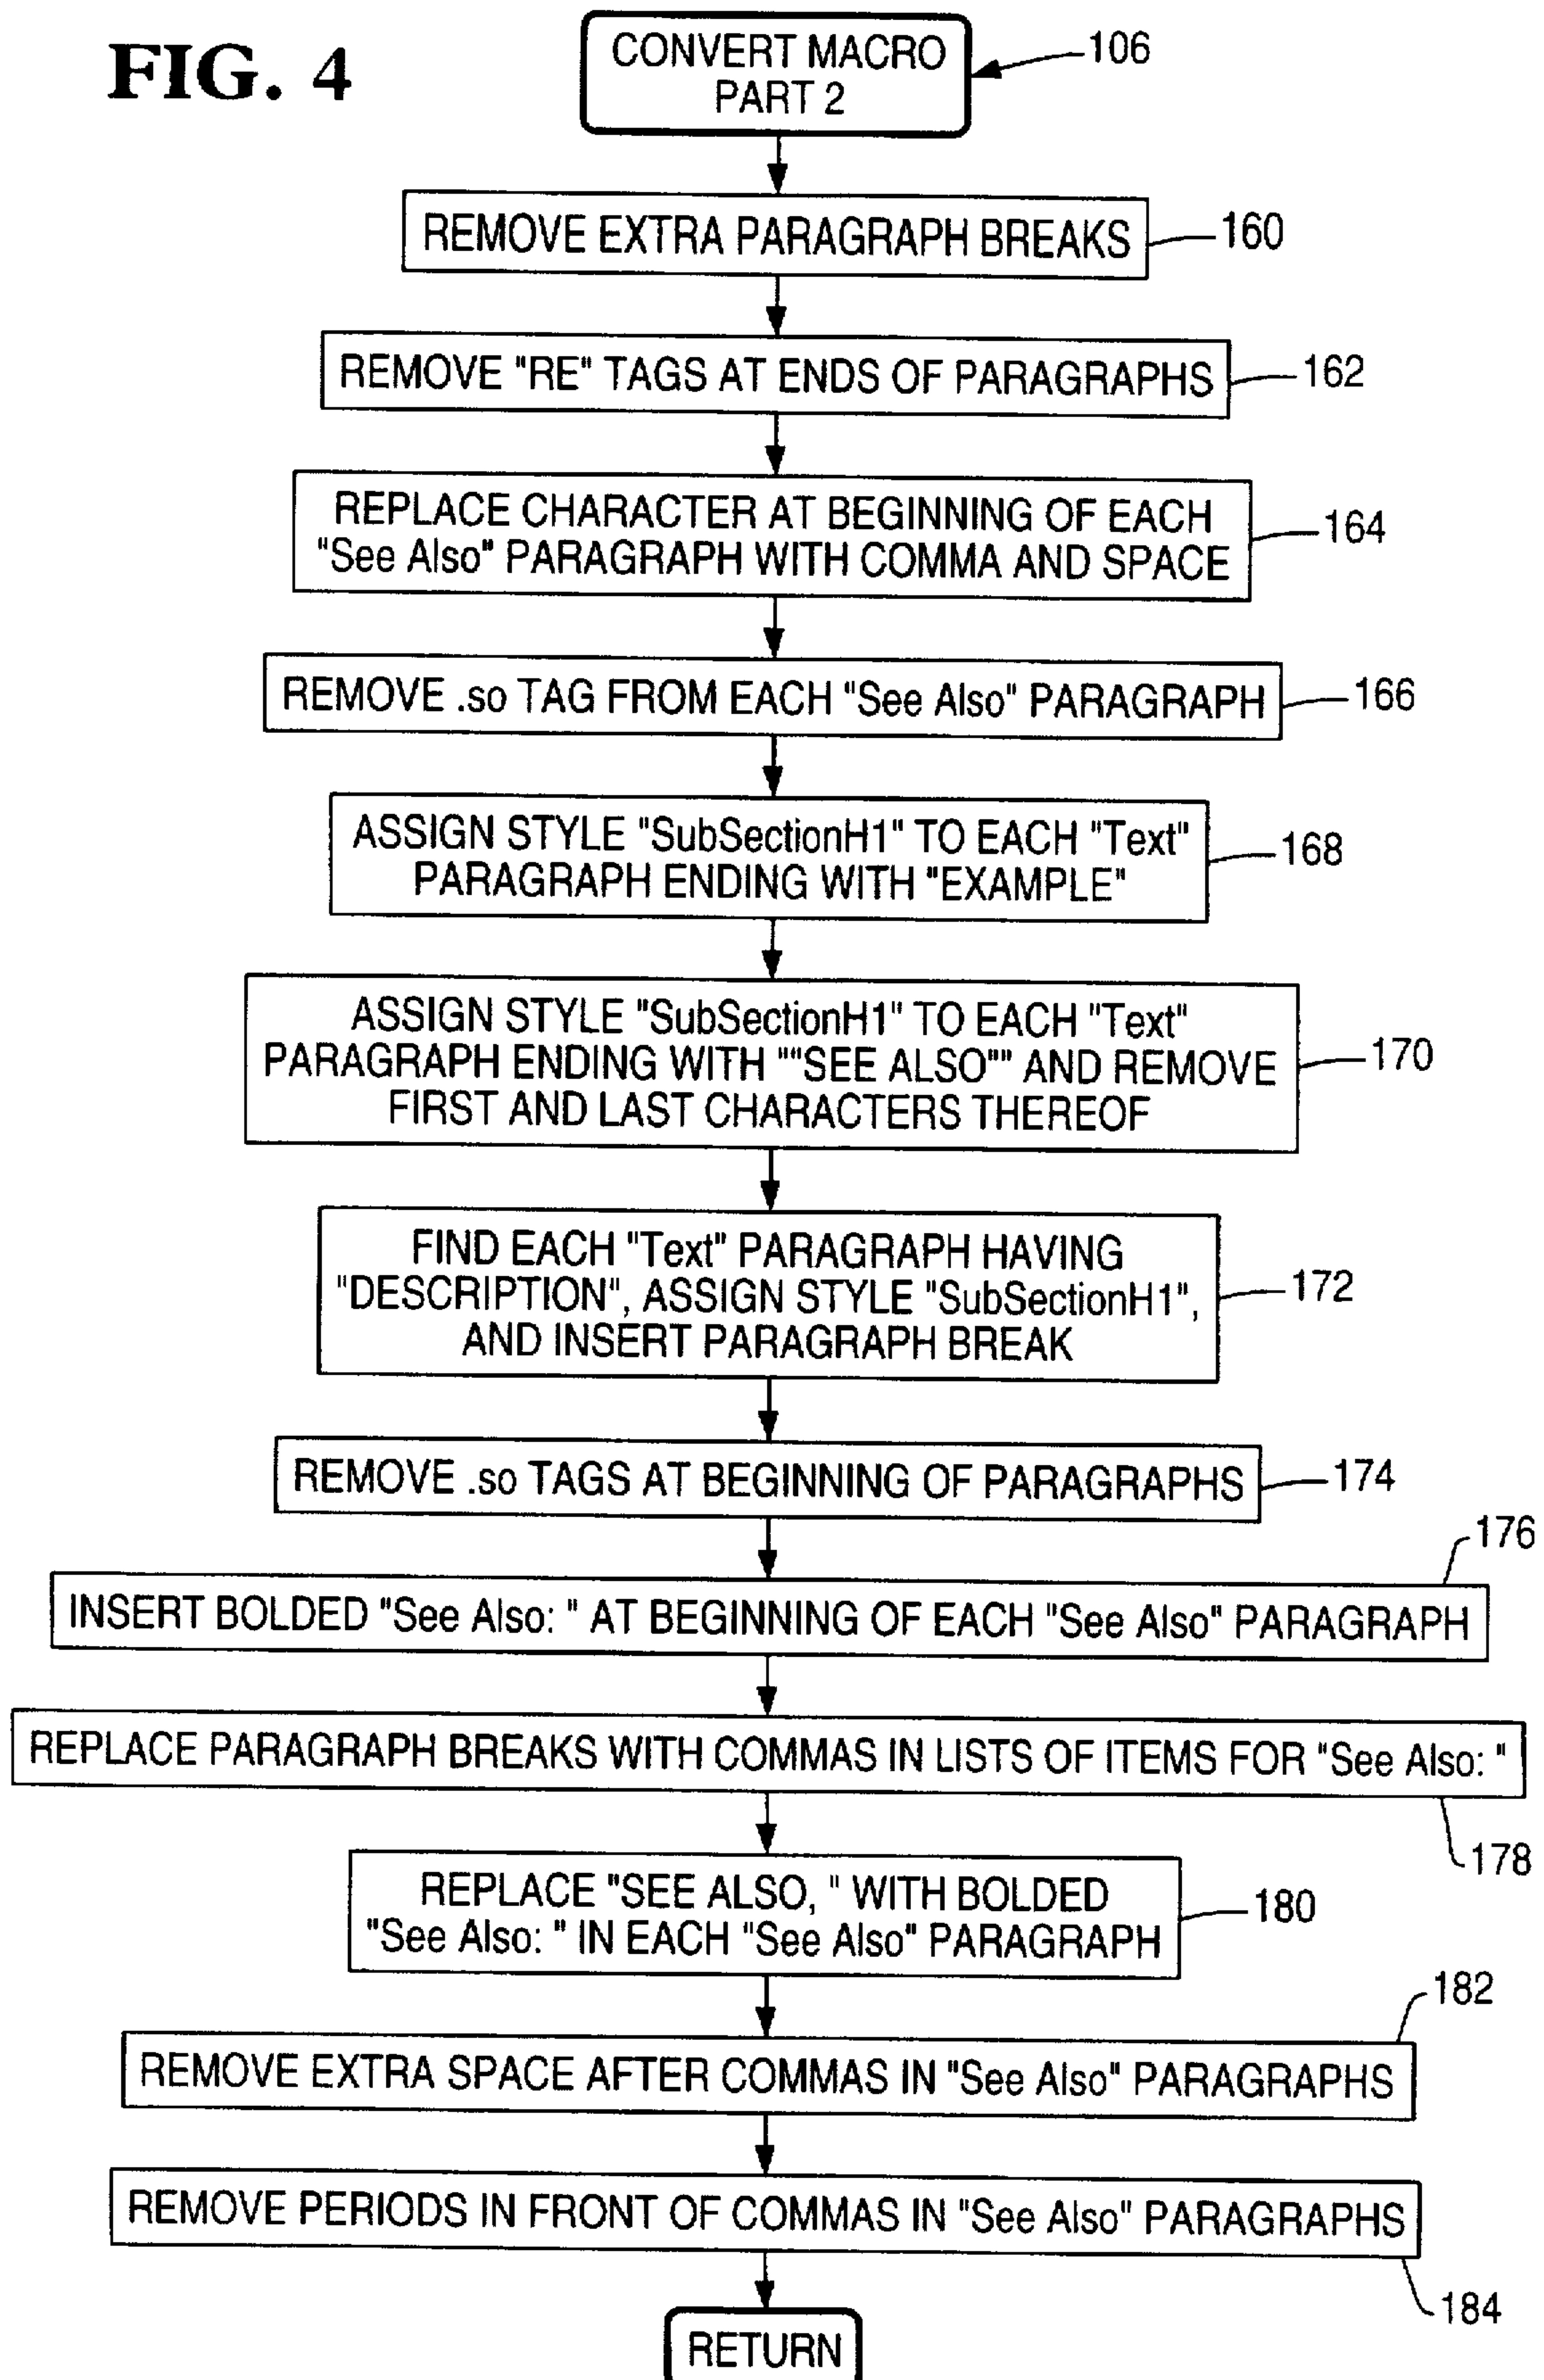 FIG. 4
CONVERT MACRO
PART 2
106
REMOVE EXTRA PARAGRAPH BREAKS
160
REMOVE "RE" TAGS AT ENDS OF PARAGRAPHS
162
REPLACE CHARACTER AT BEGINNING OF EACH
"See Also" PARAGRAPH WITH COMMA AND SPACE
164
REMOVE .so TAG FROM EACH "See Also" PARAGRAPH
166
ASSIGN STYLE "SubSectionH1" TO EACH "Text"
PARAGRAPH ENDING WITH "EXAMPLE"
168
ASSIGN STYLE "SubSectionH1" TO EACH "Text"
PARAGRAPH ENDING WITH ""SEE ALSO"" AND REMOVE
FIRST AND LAST CHARACTERS THEREOF
170
FIND EACH "Text" PARAGRAPH HAVING
"DESCRIPTION", ASSIGN STYLE "SubSectionH1",
AND INSERT PARAGRAPH BREAK
172
REMOVE .so TAGS AT BEGINNING OF PARAGRAPHS
174
176
INSERT BOLDED "See Also: " AT BEGINNING OF EACH "See Also" PARAGRAPH
REPLACE PARAGRAPH BREAKS WITH COMMAS IN LISTS OF ITEMS FOR "See Also: "
178
REPLACE "SEE ALSO, " WITH BOLDED
"See Also: " IN EACH "See Also" PARAGRAPH
180
182
REMOVE EXTRA SPACE AFTER COMMAS IN "See Also" PARAGRAPHS
REMOVE PERIODS IN FRONT OF COMMAS IN "See Also" PARAGRAPHS
184
RETURN